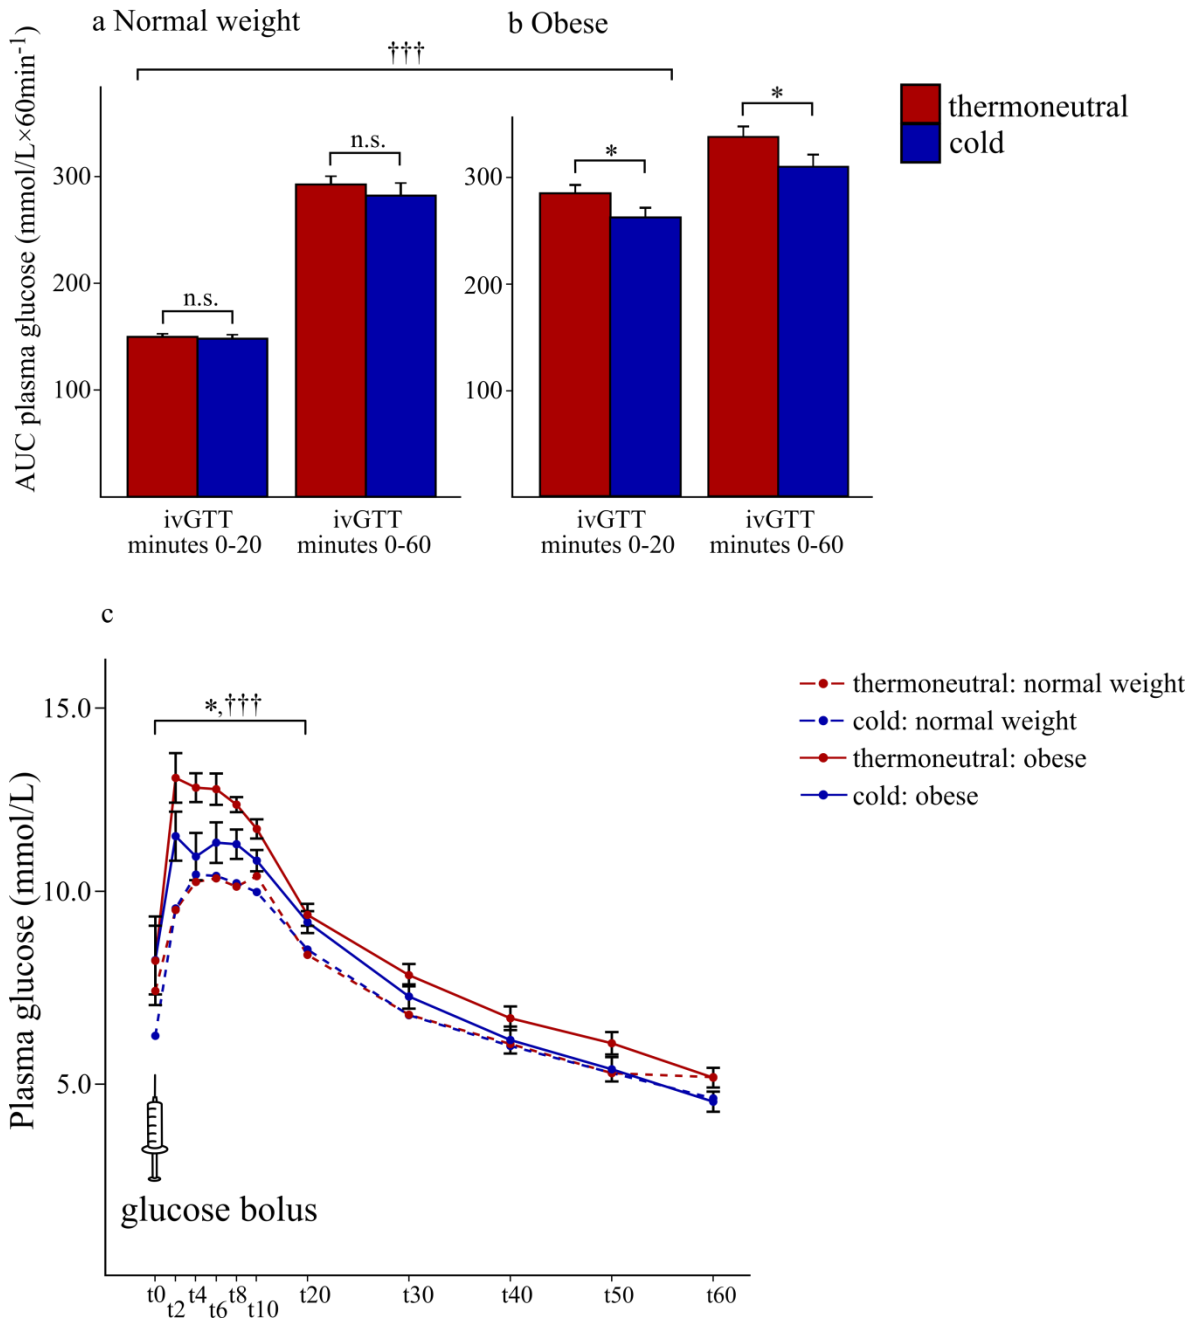 a Normal weight
b Obese
†††
AUC plasma glucose (mmol/L×60min⁻¹)
300
200
100
n.s.
n.s.
ivGTT
minutes 0-20
ivGTT
minutes 0-60
300
200
100
*
*
ivGTT
minutes 0-20
ivGTT
minutes 0-60
thermoneutral
cold
c
Plasma glucose (mmol/L)
15.0
10.0
5.0
*,†††
thermoneutral: normal weight
cold: normal weight
thermoneutral: obese
cold: obese
glucose bolus
t0 t2 t4 t6 t8 t10 t20 t30 t40 t50 t60